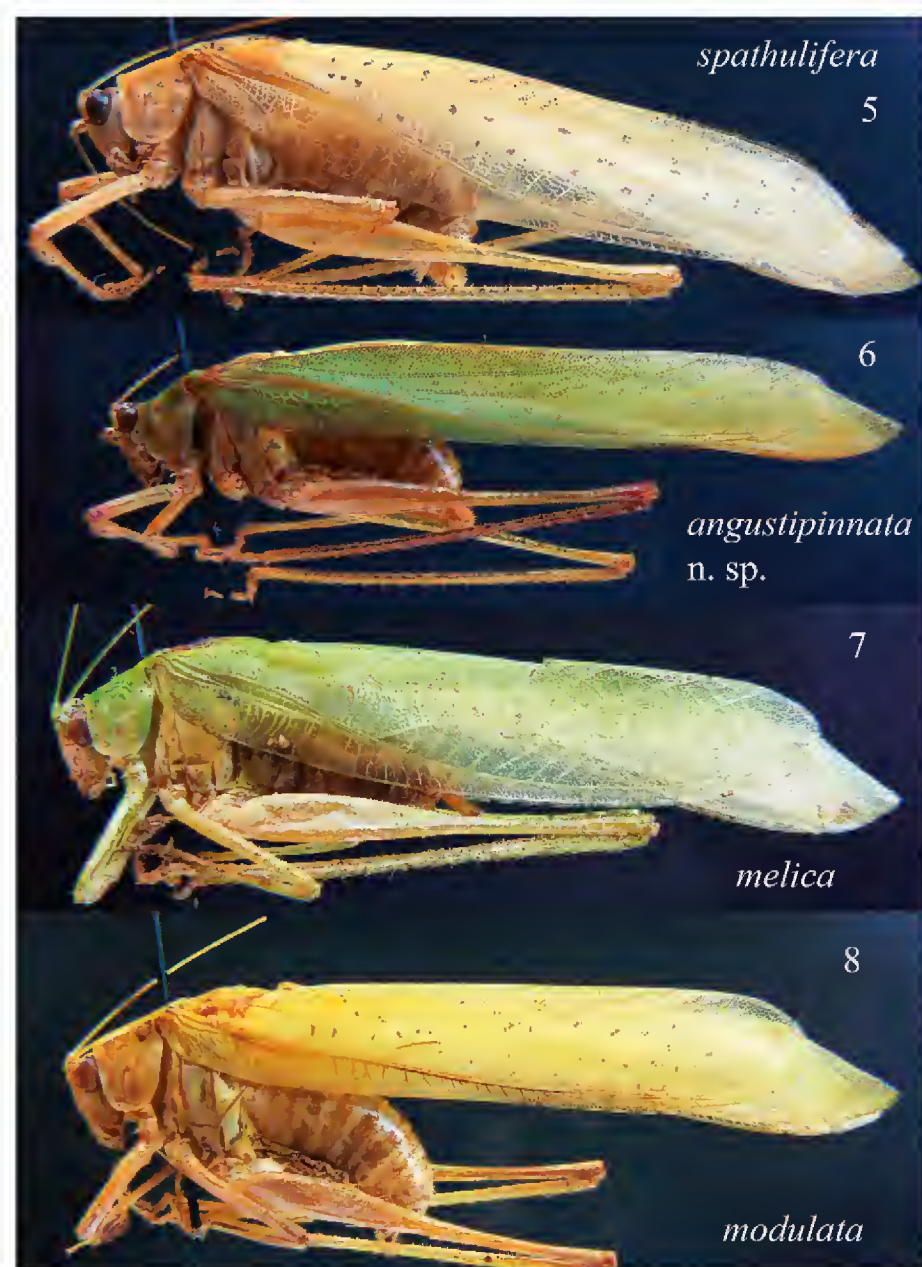 spathulifera
5
6
angustipinnata
n. sp.
7
melica
8
modulata